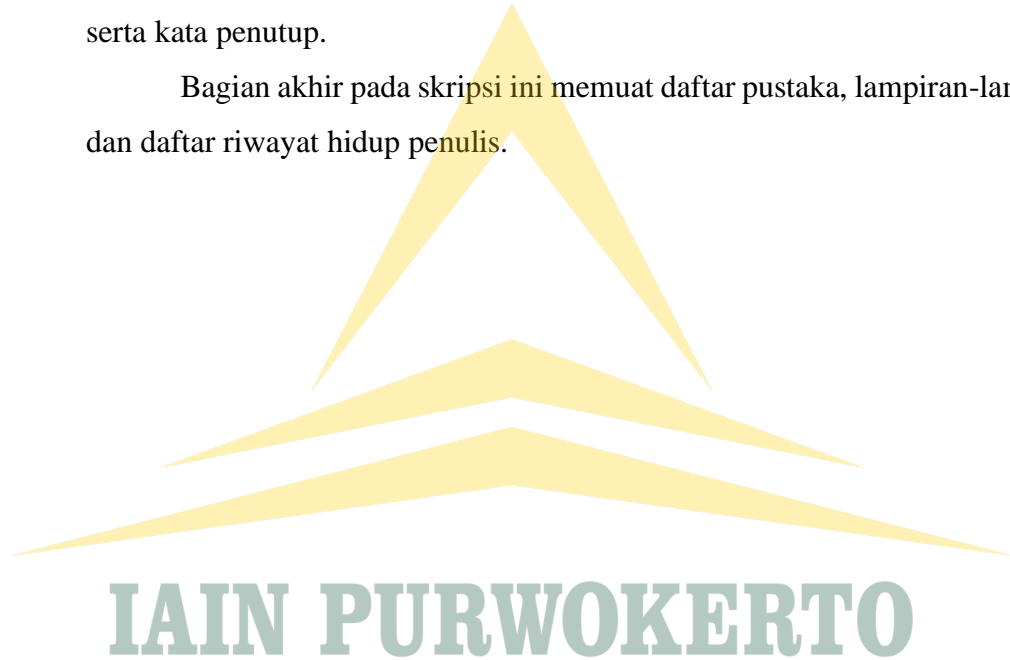 serta kata penutup.
Bagian akhir pada skripsi ini memuat daftar pustaka, lampiran-lar
dan daftar riwayat hidup penulis.
IAIN PURWOKERTO